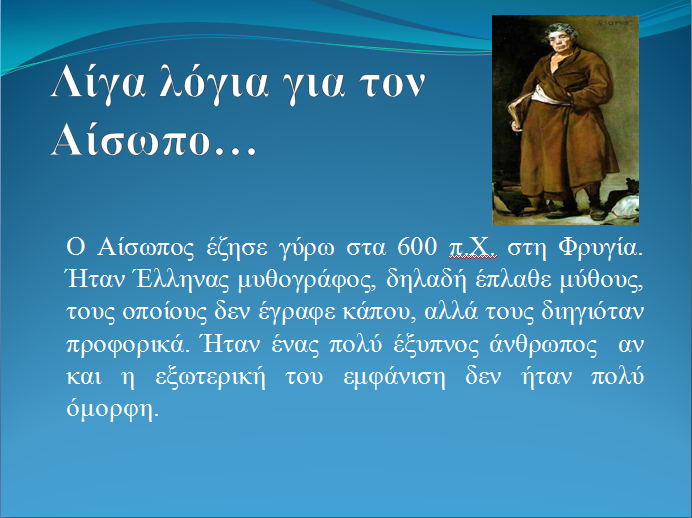 Λίγα λόγια για τον
Αίσωπο...
Ο Αίσωπος έζησε γύρω στα 600 π.Χ. στη Φρυγία.
Ήταν Έλληνας μυθογράφος, δηλαδή έπλαθε μύθους,
τους οποίους δεν έγραφε κάπου, αλλά τους διηγιόταν
προφορικά. Ήταν ένας πολύ έξυπνος άνθρωπος αν
και η εξωτερική του εμφάνιση δεν ήταν πολύ
όμορφη.